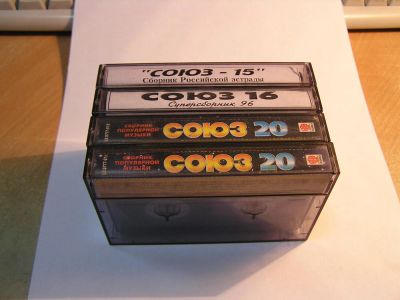 "СОЮЗ - 15"
Сборник Российской эстрады
СОЮЗ 16
Суперсборник 96
СБОРНИК
ПОПУЛЯРНОЙ
МУЗЫКИ
СОЮЗ 20
СБОРНИК
ПОПУЛЯРНОЙ
МУЗЫКИ
СОЮЗ 20